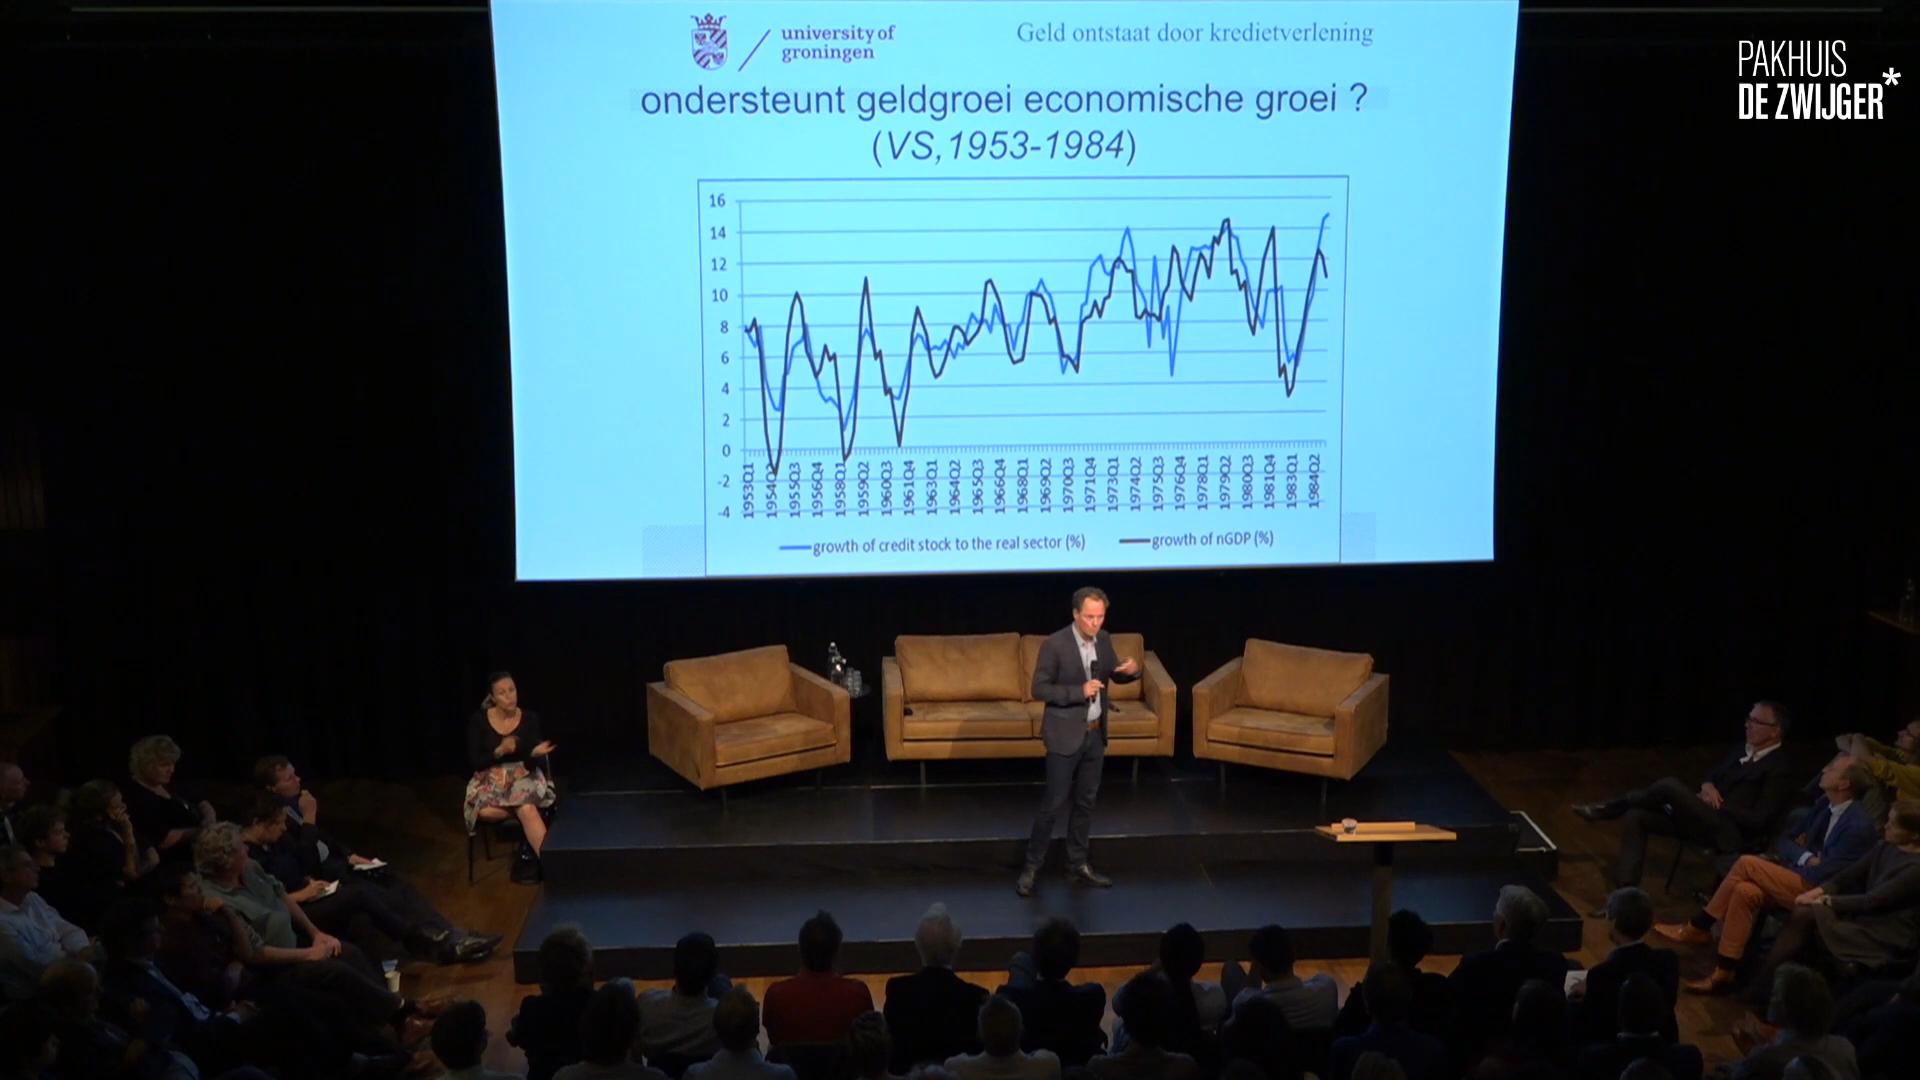 university of
groningen
Geld ontstaat door kredietverlening
PAKHUIS
DE ZWIJGER*
ondersteunt geldgroei economische groei ?
(VS,1953-1984)
16
14
12
10
8
6
4
2
0
-2
-4
1953Q1
1954Q2
1955Q3
1956Q4
1958Q1
1959Q2
1960Q3
1961Q4
1963Q1
1964Q2
1965Q3
1966Q4
1968Q1
1969Q2
1970Q3
1971Q4
1973Q1
1974Q2
1975Q3
1976Q4
1978Q1
1979Q2
1980Q3
1981Q4
1983Q1
1984Q2
growth of credit stock to the real sector (%)
growth of nGDP (%)